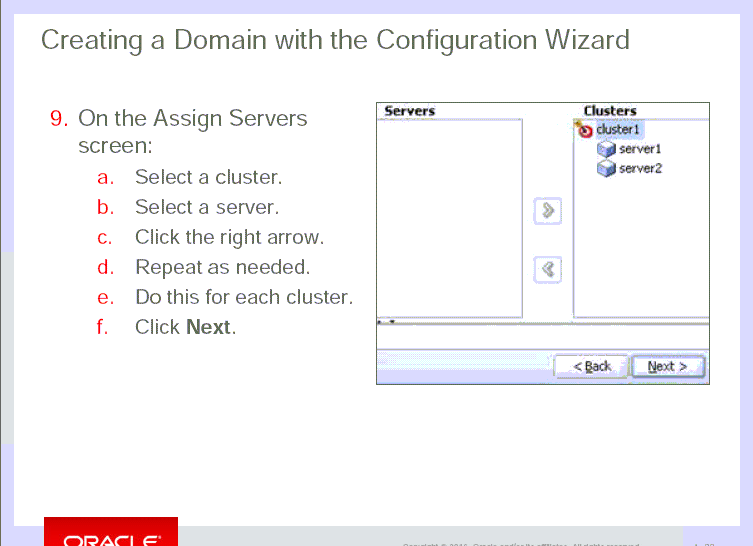 Creating a Domain with the Configuration Wizard
9. On the Assign Servers
screen:
a. Select a cluster.
b. Select a server.
c. Click the right arrow.
d. Repeat as needed.
e. Do this for each cluster.
f. Click Next.
Servers
Clusters
cluster1
server1
server2
< Back
Next >
ORACLE